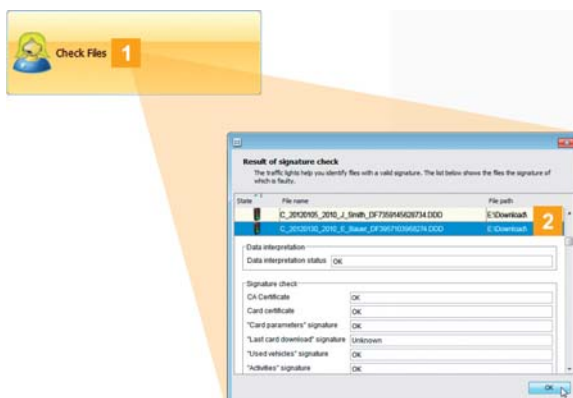 Check Files 1
Result of signature check
The traffic lights help you identify files with a valid signature. The list below shows the files the signature of
which is faulty.
State File name File path
C_20120105_2010_J_Smith_DF7359145628734.DDD E:\Download\
C_20120130_2010_E_Bauer_DF3957103968274.DDD E:\Download\
2
Data interpretation
Data interpretation status OK
Signature check
CA Certificate OK
Card certificate OK
"Card parameters" signature OK
"Last card download" signature Unknown
"Used vehicles" signature OK
"Activities" signature OK
OK